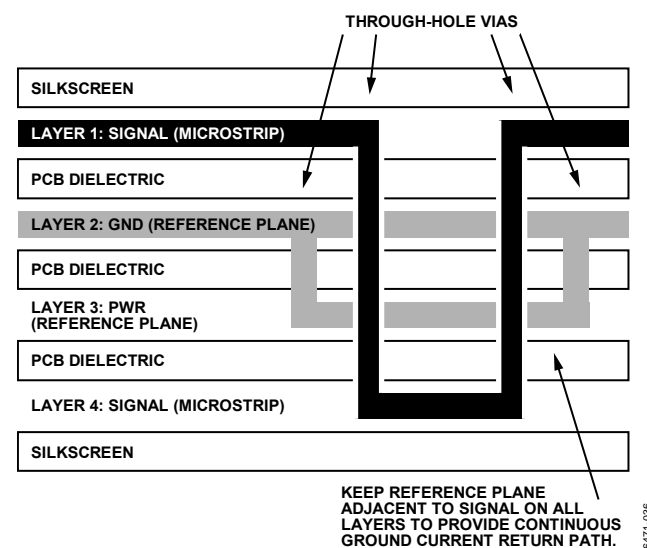 THROUGH-HOLE VIAS
SILKSCREEN
LAYER 1: SIGNAL (MICROSTRIP)
PCB DIELECTRIC
LAYER 2: GND (REFERENCE PLANE)
PCB DIELECTRIC
LAYER 3: PWR
(REFERENCE PLANE)
PCB DIELECTRIC
LAYER 4: SIGNAL (MICROSTRIP)
SILKSCREEN
KEEP REFERENCE PLANE
ADJACENT TO SIGNAL ON ALL
LAYERS TO PROVIDE CONTINUOUS
GROUND CURRENT RETURN PATH.